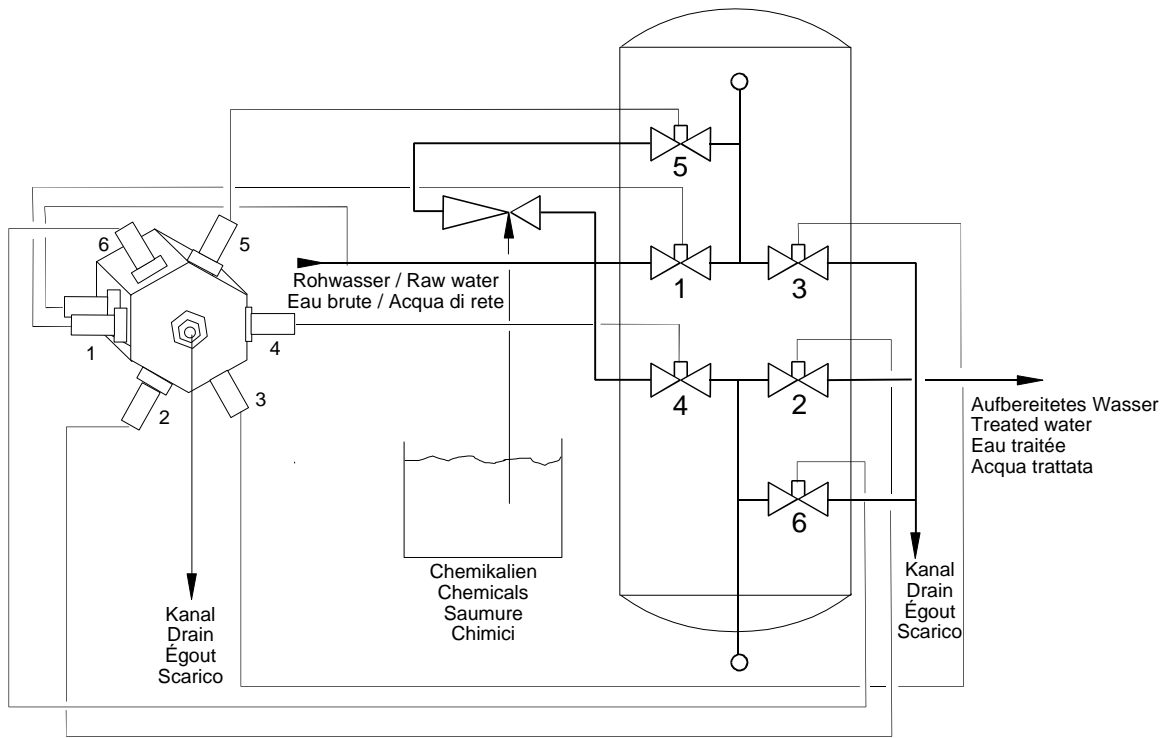 5
6
5
1
3
Rohwasser / Raw water
Eau brute / Acqua di rete
1
4
2
3
4
2
Aufbereitetes Wasser
Treated water
Eau traitée
Acqua trattata
6
Chemikalien
Chemicals
Saumure
Chimici
Kanal
Drain
Égout
Scarico
Kanal
Drain
Égout
Scarico